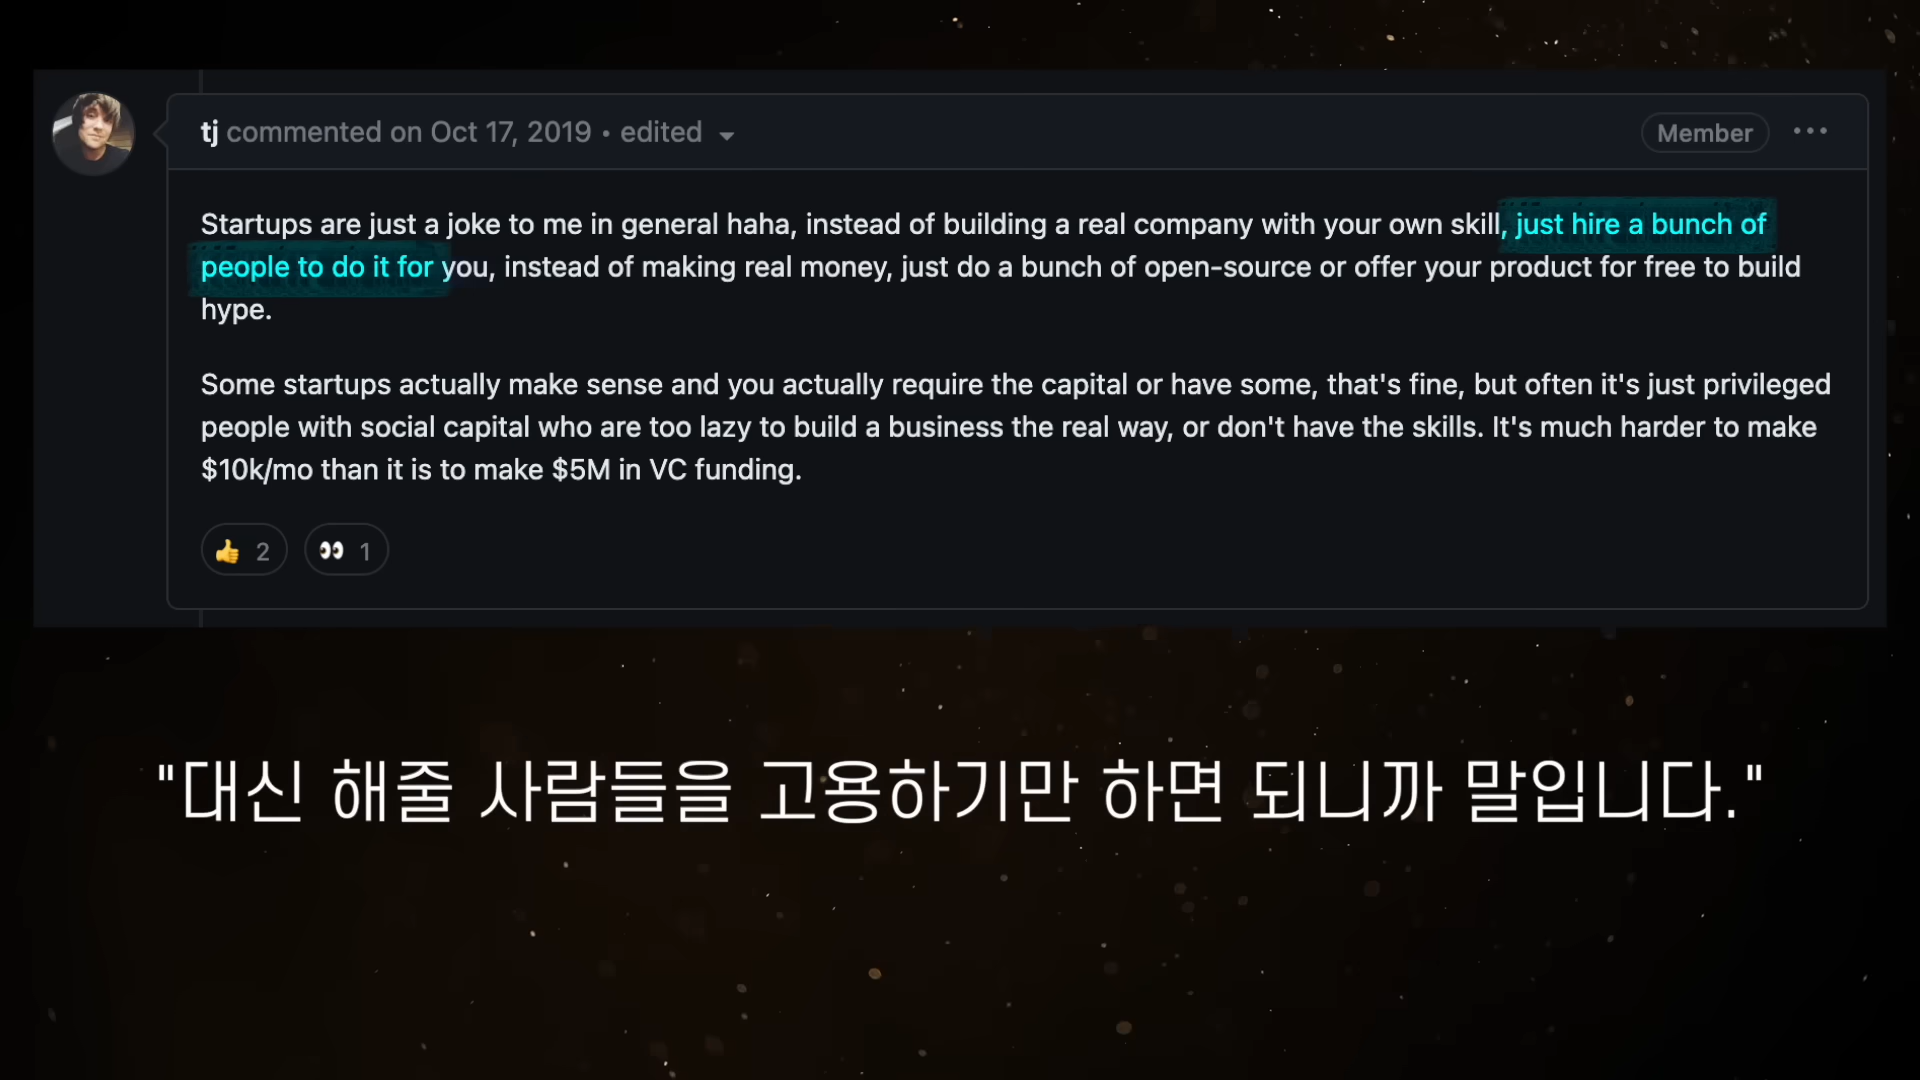 tj commented on Oct 17, 2019 • edited
Member
Startups are just a joke to me in general haha, instead of building a real company with your own skill, just hire a bunch of
people to do it for you, instead of making real money, just do a bunch of open-source or offer your product for free to build
hype.
Some startups actually make sense and you actually require the capital or have some, that's fine, but often it's just privileged
people with social capital who are too lazy to build a business the real way, or don't have the skills. It's much harder to make
$10k/mo than it is to make $5M in VC funding.
👍 2 👀 1
"대신 해줄 사람들을 고용하기만 하면 되니까 말입니다."